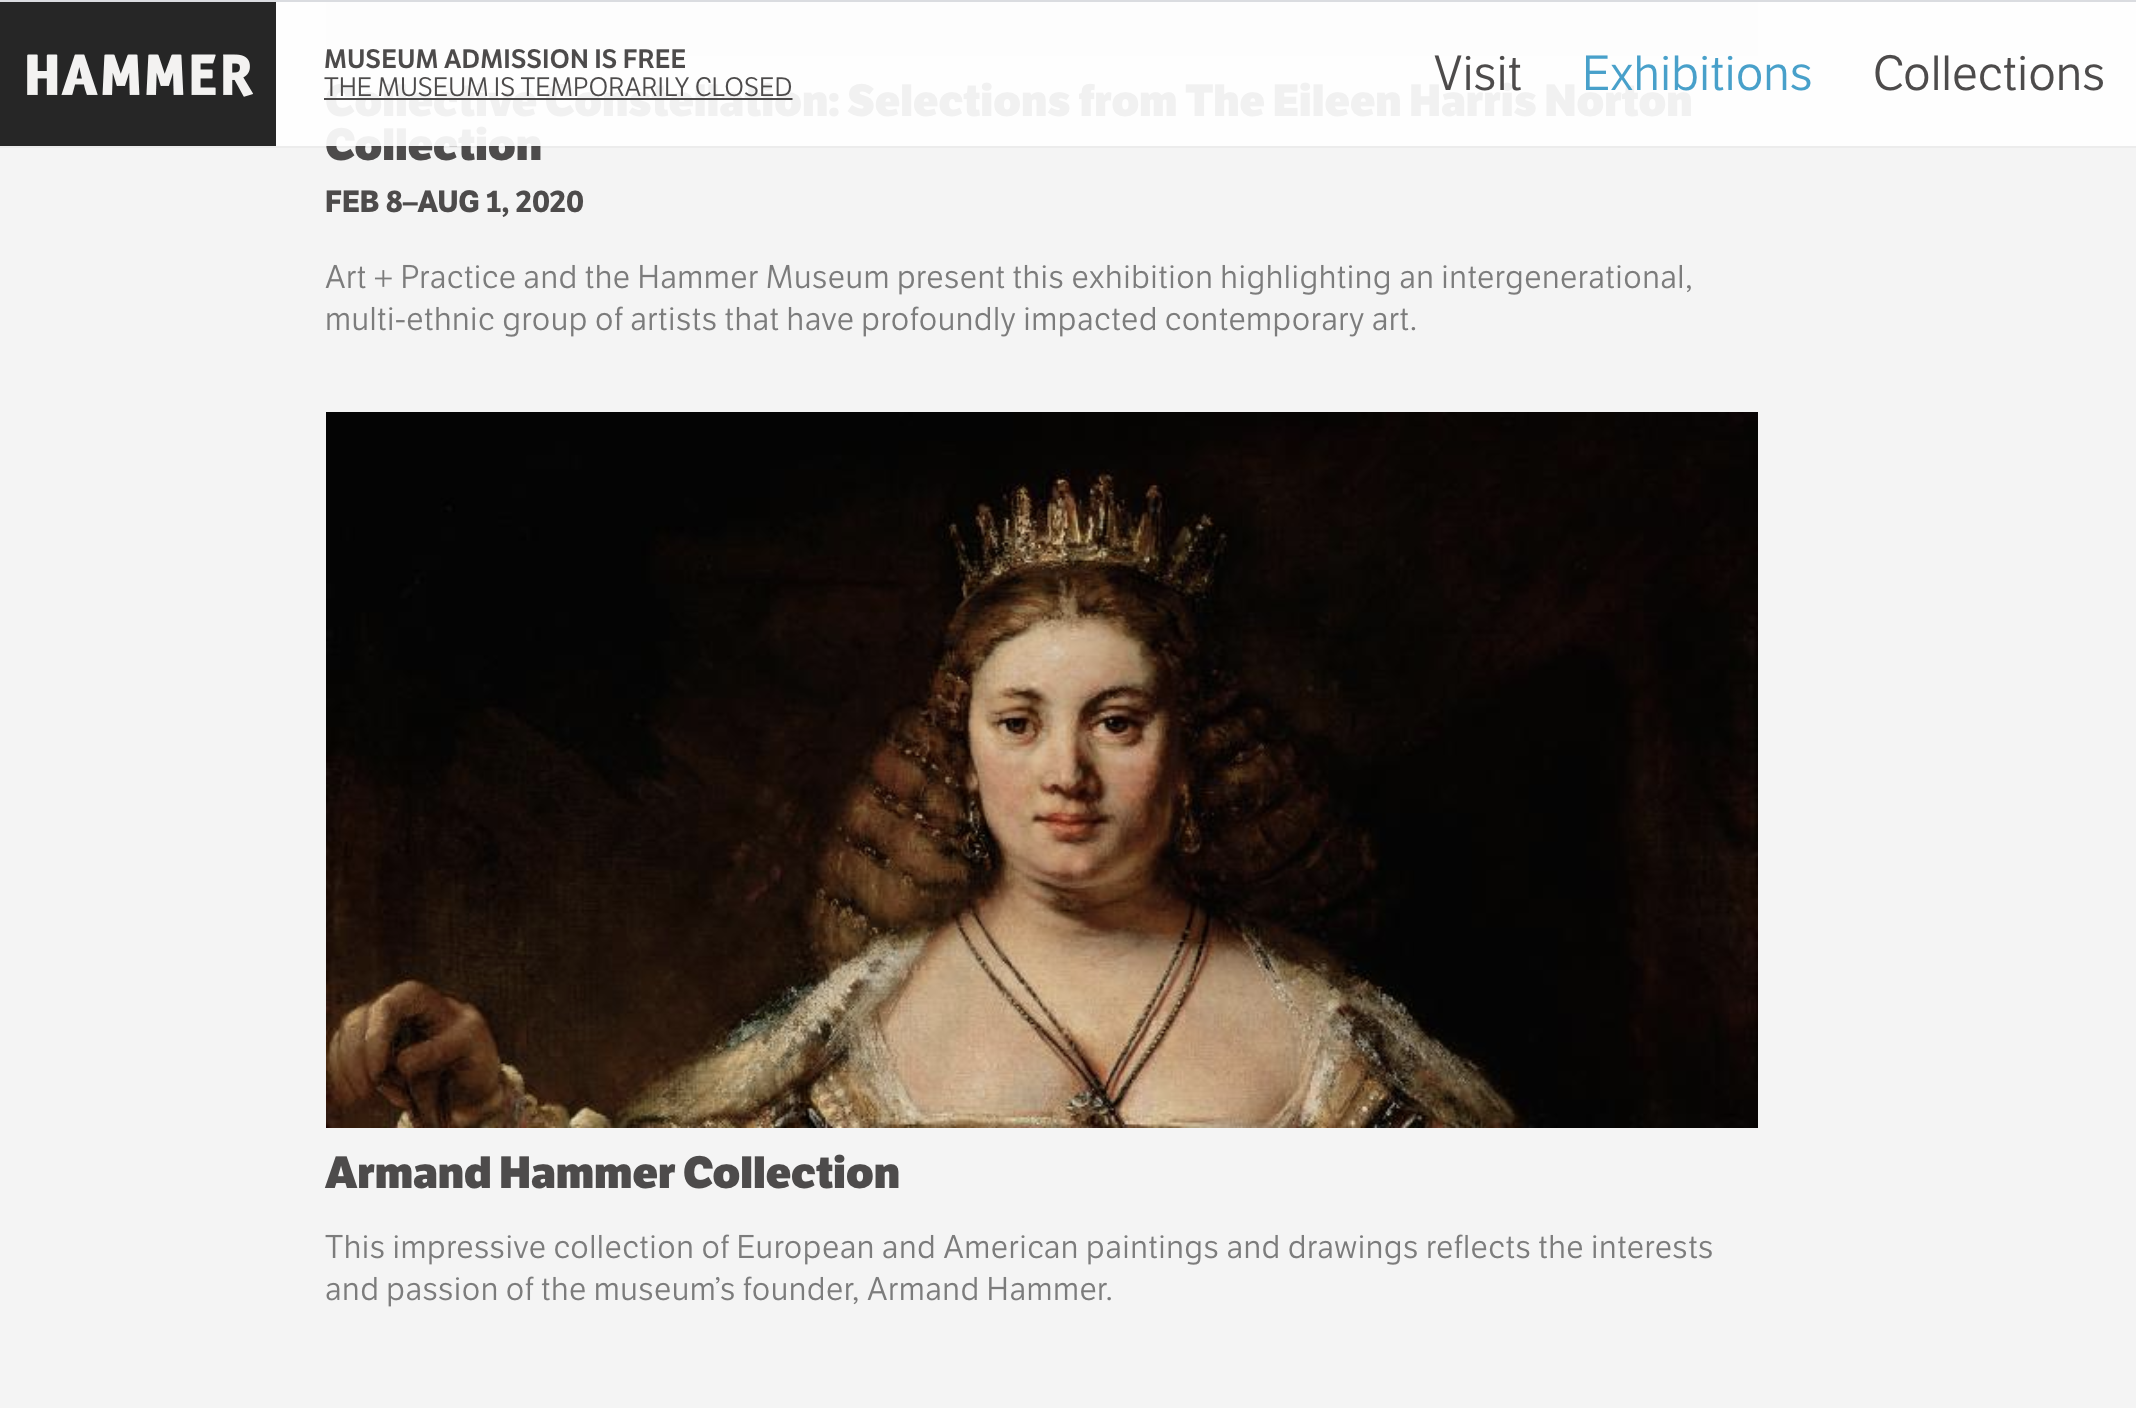 HAMMER
MUSEUM ADMISSION IS FREE
THE MUSEUM IS TEMPORARILY CLOSED
Visit
Exhibitions
Collections
Collective Constellation: Selections from The Eileen Harris Norton
Collection
FEB 8–AUG 1, 2020
Art + Practice and the Hammer Museum present this exhibition highlighting an intergenerational,
multi-ethnic group of artists that have profoundly impacted contemporary art.
Armand Hammer Collection
This impressive collection of European and American paintings and drawings reflects the interests
and passion of the museum’s founder, Armand Hammer.